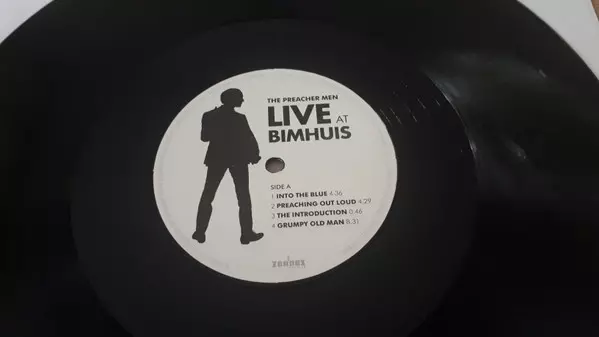 THE PREACHER MEN
LIVE AT
BIMHUIS
SIDE A
1 INTO THE BLUE 4.36
2 PREACHING OUT LOUD 4.29
3 THE INTRODUCTION 0.46
4 GRUMPY OLD MAN 8.31